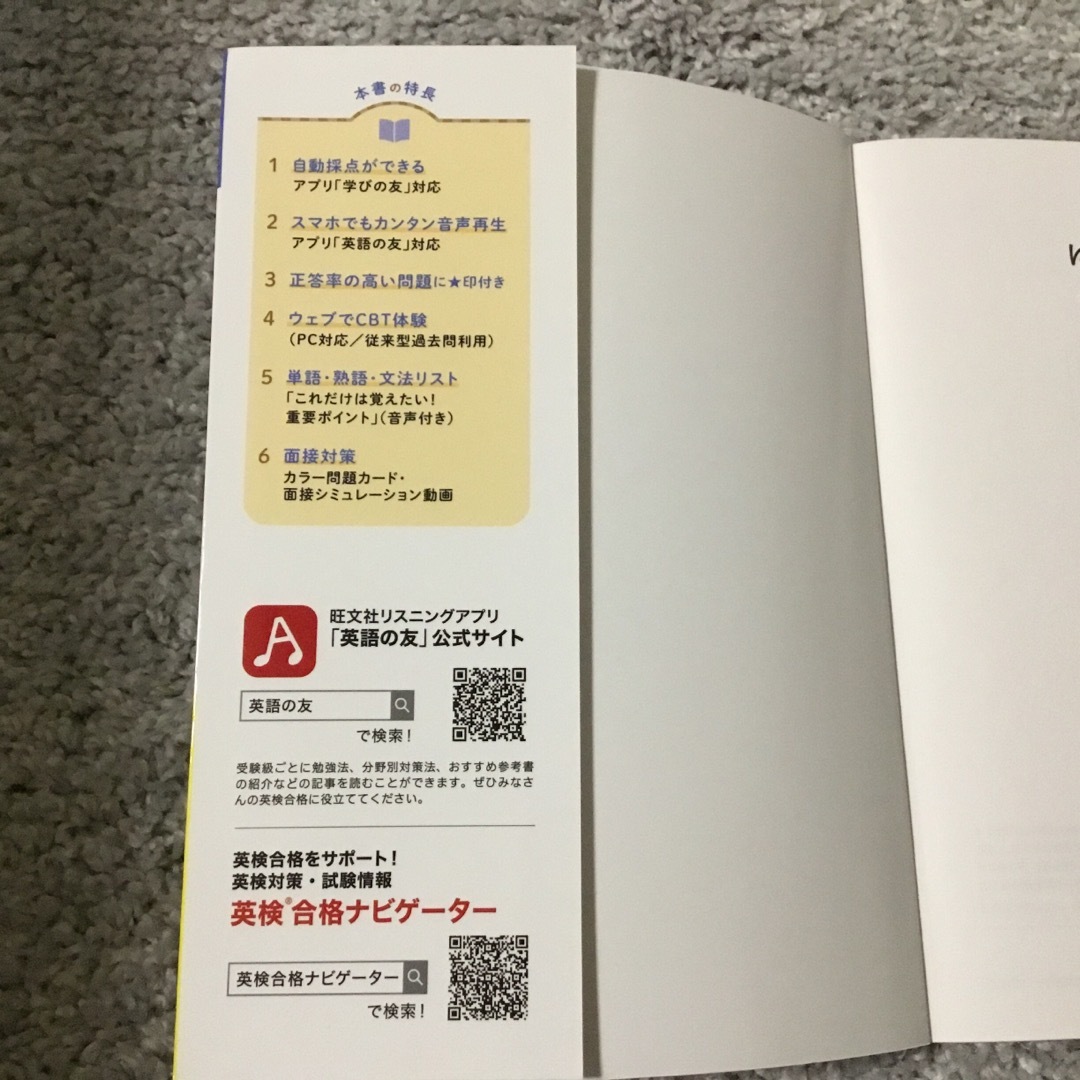 本書の特長
1 自動採点ができる
アプリ「学びの友」対応
2 スマホでもカンタン音声再生
アプリ「英語の友」対応
3 正答率の高い問題に★印付き
4 ウェブでCBT体験
（PC対応／従来型過去問利用）
5 単語・熟語・文法リスト
「これだけは覚えたい！
重要ポイント」（音声付き）
6 面接対策
カラー問題カード・
面接シミュレーション動画
旺文社リスニングアプリ
「英語の友」公式サイト
英語の友
で検索！
受験級ごとに勉強法、分野別対策法、おすすめ参考書
の紹介などの記事を読むことができます。ぜひみなさ
んの英検合格に役立ててください。
英検合格をサポート！
英検対策・試験情報
英検®合格ナビゲーター
英検合格ナビゲーター
で検索！